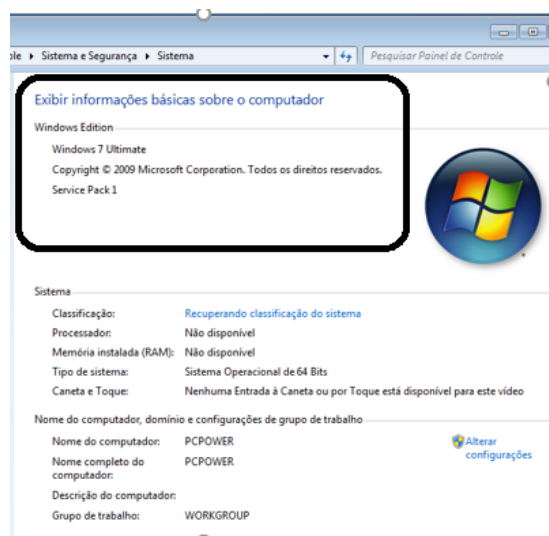 Sistema e Segurança ▸ Sistema
Pesquisar Painel de Controle
Exibir informações básicas sobre o computador
Windows Edition
Windows 7 Ultimate
Copyright © 2009 Microsoft Corporation. Todos os direitos reservados.
Service Pack 1
Sistema
Classificação: Recuperando classificação do sistema
Processador: Não disponível
Memória instalada (RAM): Não disponível
Tipo de sistema: Sistema Operacional de 64 Bits
Caneta e Toque: Nenhuma Entrada à Caneta ou por Toque está disponível para este vídeo
Nome do computador, domínio e configurações de grupo de trabalho
Nome do computador: PCPOWER
Alterar
configurações
Nome completo do
computador:
PCPOWER
Descrição do computador:
Grupo de trabalho: WORKGROUP